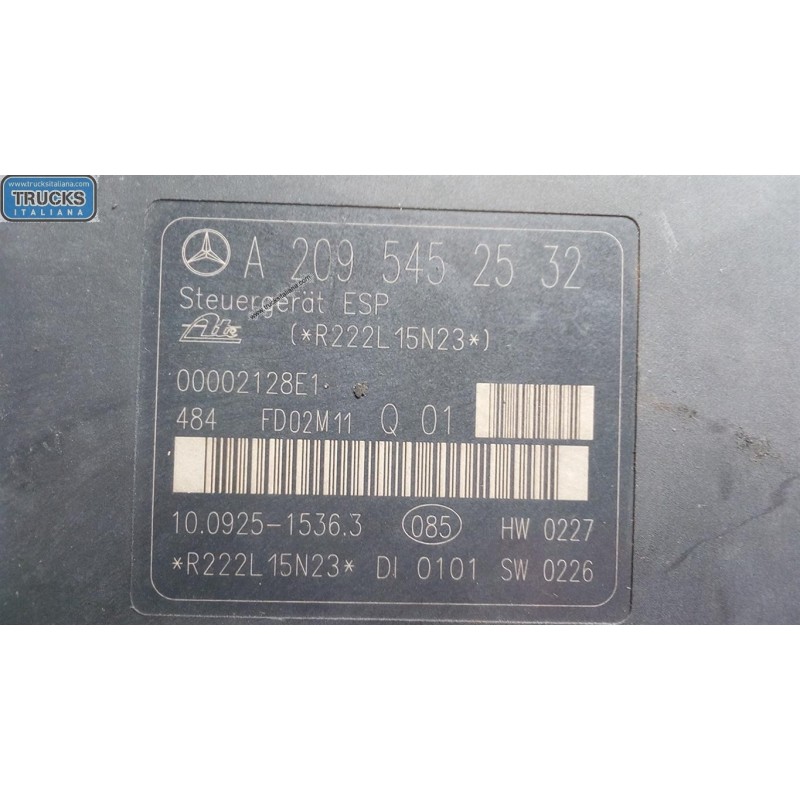 www.trucksitaliana.com
TRUCKS
ITALIANA
A 209 545 25 32
Steuergerät ESP
Ate (*R222L15N23*)
00002128E1
484 FD02M11 Q 01
10.0925-1536.3 085 HW 0227
*R222L15N23* DI 0101 SW 0226